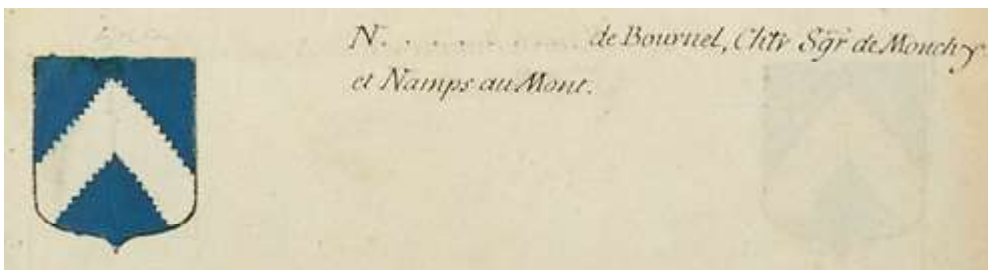 N. . . . . . . . . . de Bournel, Chlr Sgr. de Monchy
et Namps au Mont.